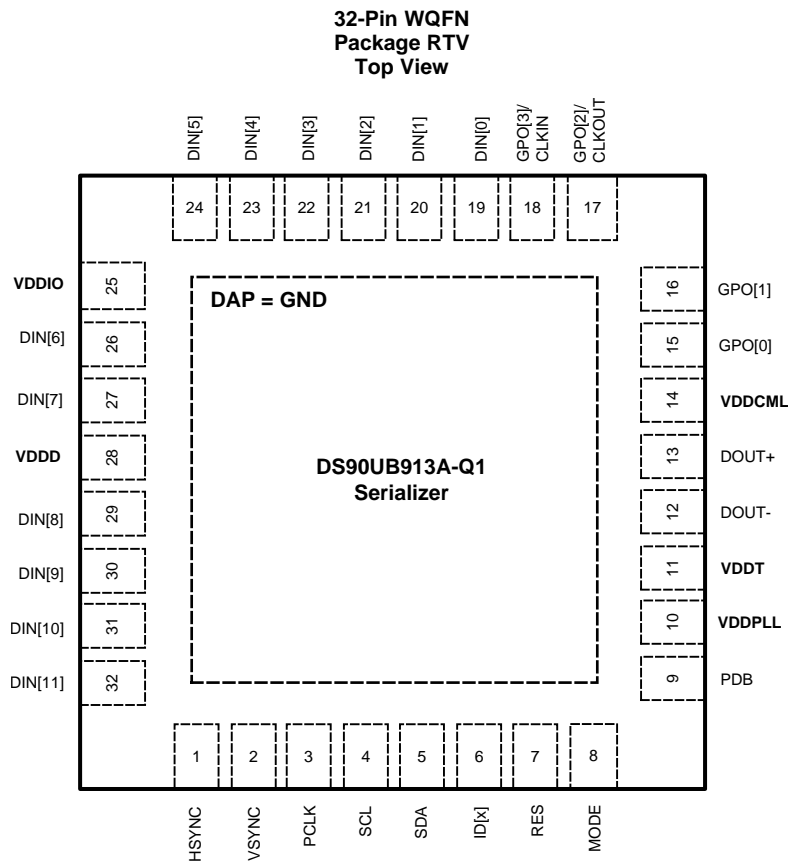 32-Pin WQFN
Package RTV
Top View
DIN[5]
DIN[4]
DIN[3]
DIN[2]
DIN[1]
DIN[0]
GPO[3]/
CLKIN
GPO[2]/
CLKOUT
24
23
22
21
20
19
18
17
VDDIO
25
DIN[6]
26
DIN[7]
27
VDDD
28
DIN[8]
29
DIN[9]
30
DIN[10]
31
DIN[11]
32
DAP = GND
DS90UB913A-Q1
Serializer
16
GPO[1]
15
GPO[0]
14
VDDCML
13
DOUT+
12
DOUT-
11
VDDT
10
VDDPLL
9
PDB
1
2
3
4
5
6
7
8
HSYNC
VSYNC
PCLK
SCL
SDA
ID[x]
RES
MODE